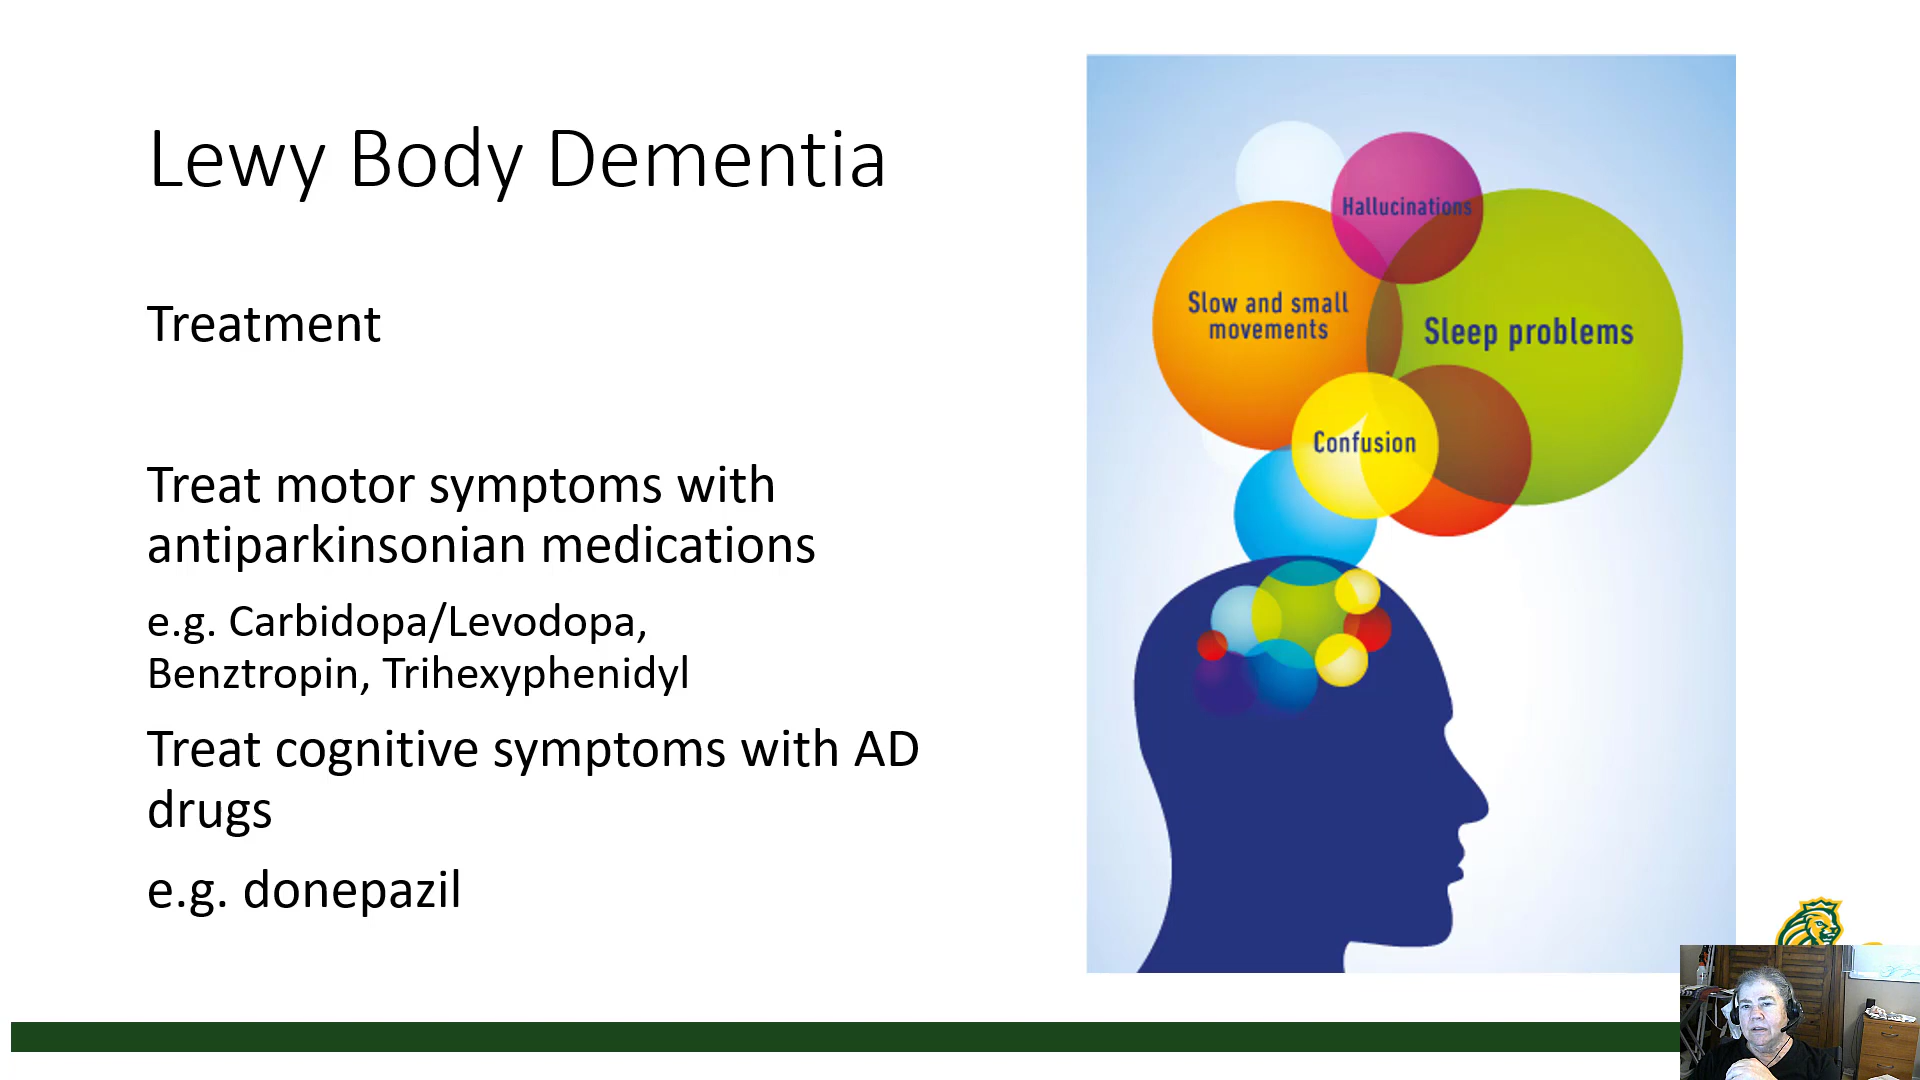 Lewy Body Dementia
Treatment
Treat motor symptoms with
antiparkinsonian medications
e.g. Carbidopa/Levodopa,
Benztropin, Trihexyphenidyl
Treat cognitive symptoms with AD
drugs
e.g. donepazil
Hallucinations
Slow and small
movements
Sleep problems
Confusion